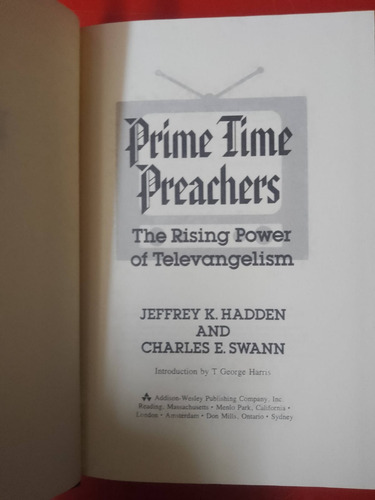 Prime Time
Preachers
The Rising Power
of Televangelism
JEFFREY K. HADDEN
AND
CHARLES E. SWANN
Introduction by T George Harris
Addison-Wesley Publishing Company, Inc.
Reading, Massachusetts • Menlo Park, California •
London • Amsterdam • Don Mills, Ontario • Sydney